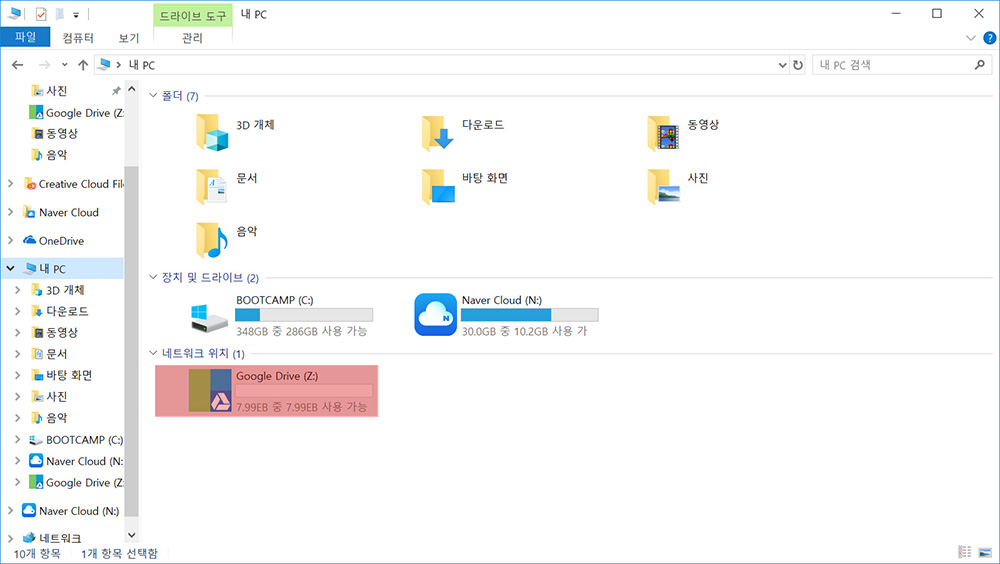 드라이브 도구
내 PC
파일
컴퓨터
보기
관리
내 PC
내 PC 검색
사진
Google Drive (Z:
동영상
음악
Creative Cloud File
Naver Cloud
OneDrive
내 PC
3D 개체
다운로드
동영상
문서
바탕 화면
사진
음악
BOOTCAMP (C:)
Naver Cloud (N:
Google Drive (Z:
Naver Cloud (N:)
네트워크
폴더 (7)
3D 개체
다운로드
동영상
문서
바탕 화면
사진
음악
장치 및 드라이브 (2)
BOOTCAMP (C:)
348GB 중 286GB 사용 가능
Naver Cloud (N:)
30.0GB 중 10.2GB 사용 가
네트워크 위치 (1)
Google Drive (Z:)
7.99EB 중 7.99EB 사용 가능
10개 항목
1개 항목 선택함